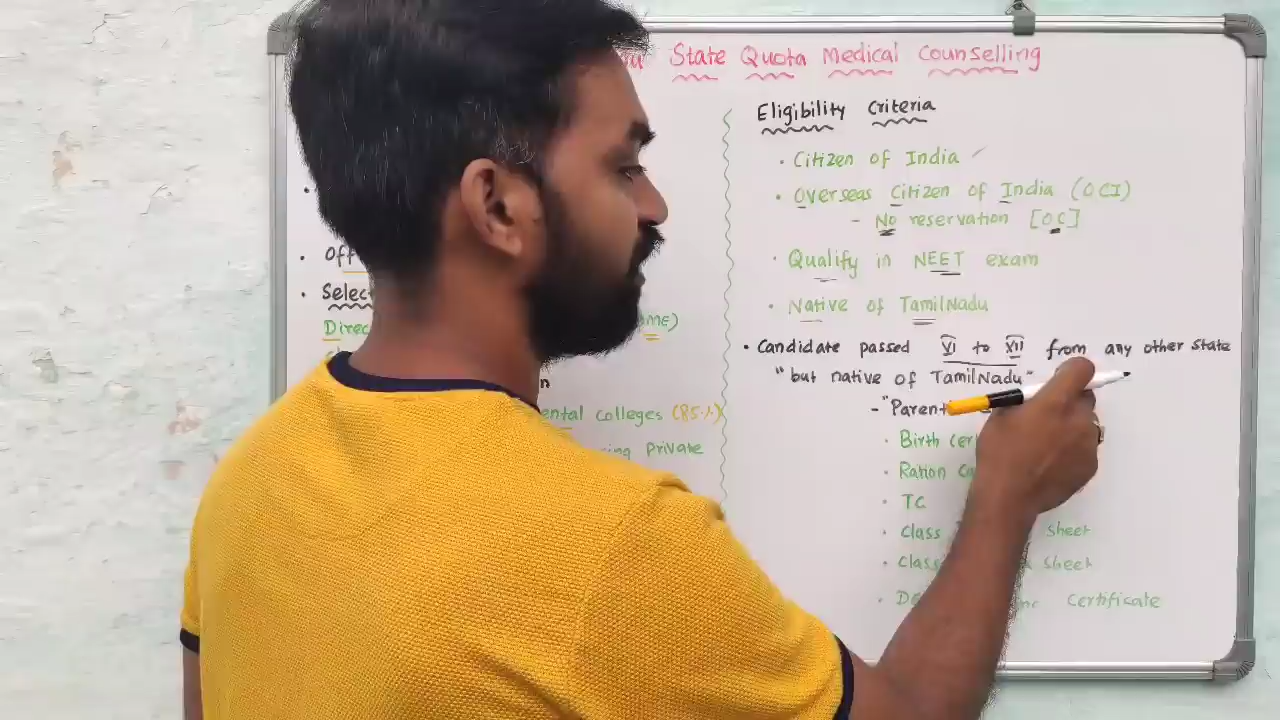 State Quota Medical Counselling
Off
Selec
Direc
ME)
ental colleges (85%)
Private
Eligibility Criteria
• Citizen of India
• Overseas Citizen of India (OCI)
- No reservation [OC]
• Qualify in NEET exam
• Native of TamilNadu
• Candidate passed VI to XII from any other state
"but native of TamilNadu"
- "Parent
• Birth cer
• Ration Ca
• TC
• Class sheet
• Class sheet
• De Certificate